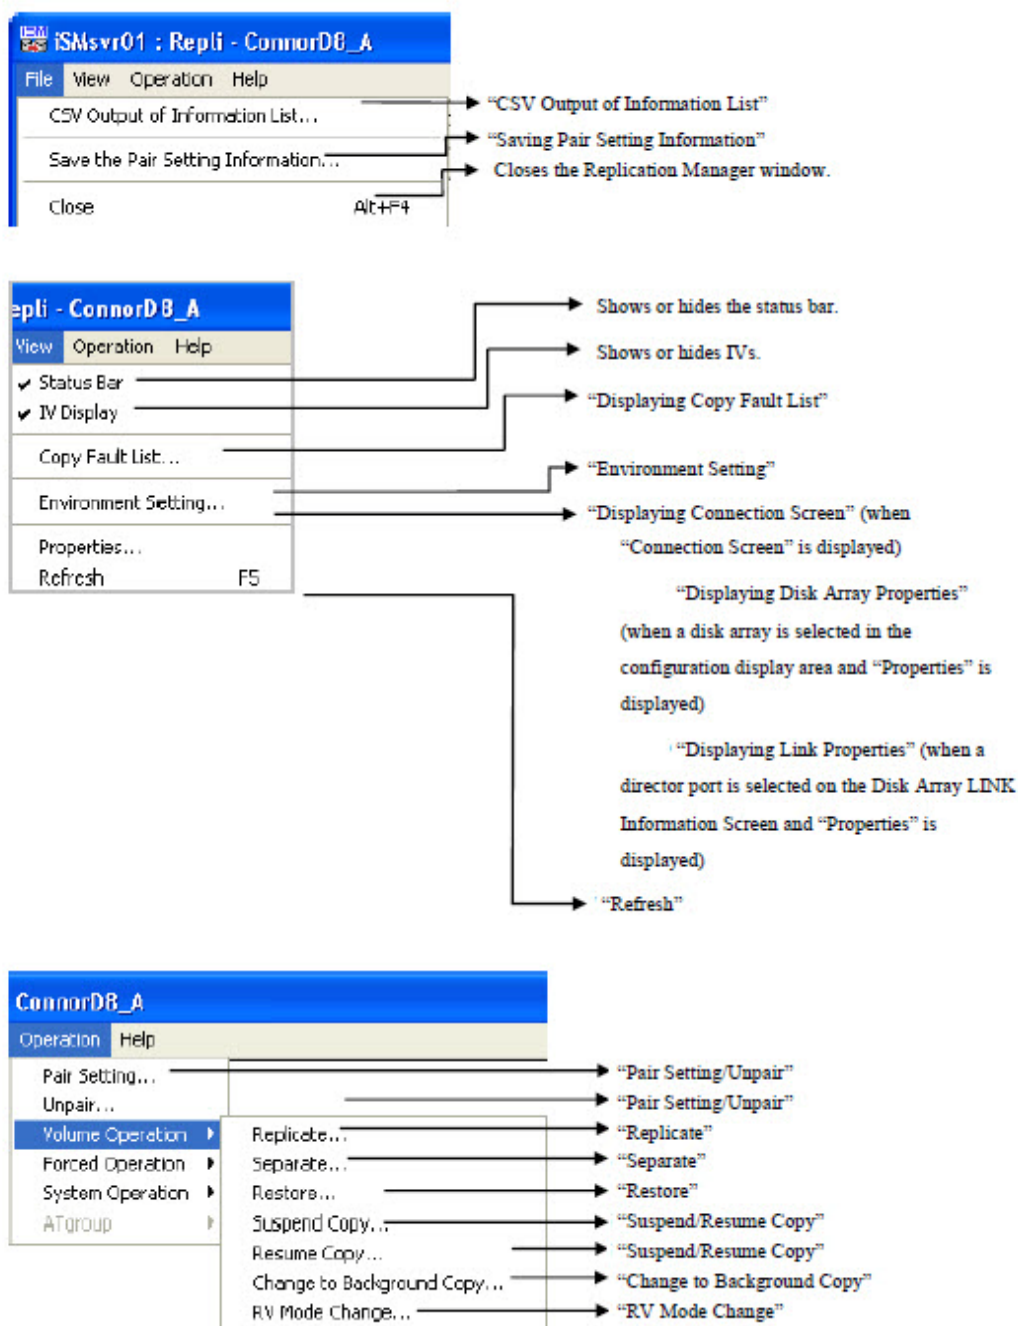 iSMsvr01 : Repli - ConnorD8_A
File View Operation Help
CSV Output of Information List...
Save the Pair Setting Information...
Close Alt+F4
“CSV Output of Information List”
“Saving Pair Setting Information”
Closes the Replication Manager window.
epli - ConnorD8_A
View Operation Help
Status Bar
IV Display
Copy Fault List...
Environment Setting...
Properties...
Refresh F5
Shows or hides the status bar.
Shows or hides IVs.
“Displaying Copy Fault List”
“Environment Setting”
“Displaying Connection Screen” (when
“Connection Screen” is displayed)
“Displaying Disk Array Properties”
(when a disk array is selected in the
configuration display area and “Properties” is
displayed)
“Displaying Link Properties” (when a
director port is selected on the Disk Array LINK
Information Screen and “Properties” is
displayed)
“Refresh”
ConnorD8_A
Operation Help
Pair Setting...
Unpair...
Volume Operation
Forced Operation
System Operation
ATgroup
Replicate...
Separate...
Restore...
Suspend Copy...
Resume Copy...
Change to Background Copy...
RV Mode Change...
“Pair Setting/Unpair”
“Pair Setting/Unpair”
“Replicate”
“Separate”
“Restore”
“Suspend/Resume Copy”
“Suspend/Resume Copy”
“Change to Background Copy”
“RV Mode Change”